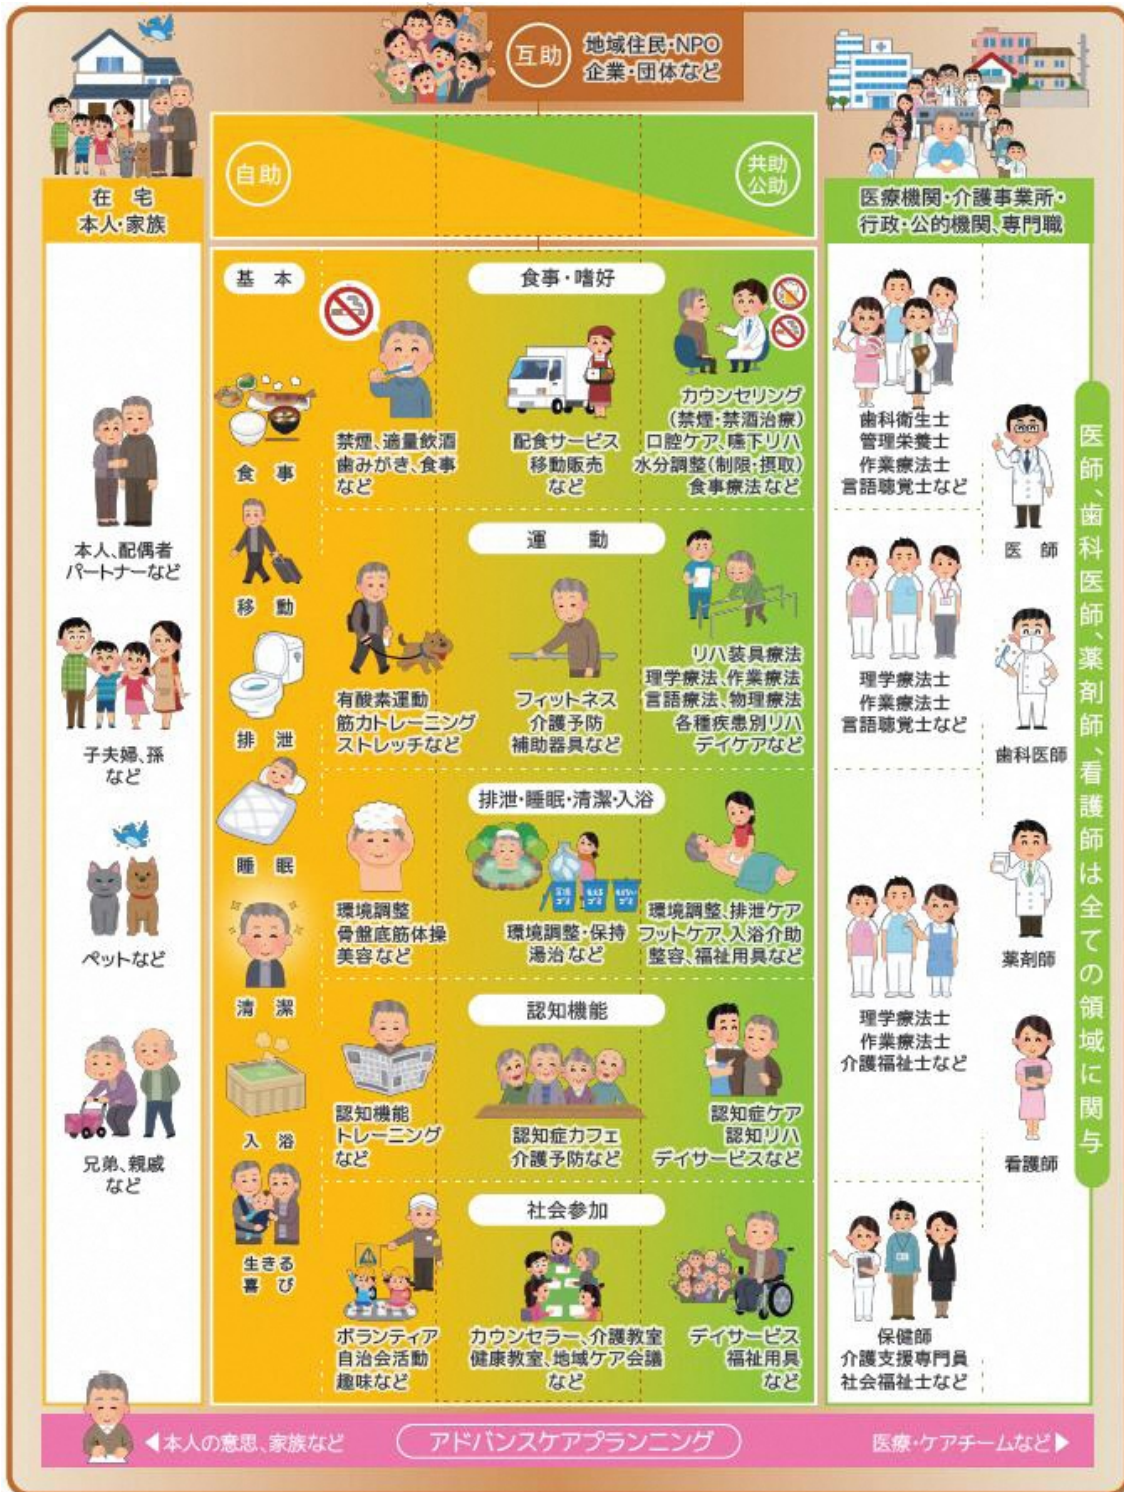 互助
地域住民・NPO
企業・団体など
在 宅
本人・家族
自助
共助
公助
医療機関・介護事業所・
行政・公的機関、専門職
本人、配偶者
パートナーなど
子夫婦、孫
など
ペットなど
兄弟、親戚
など
基 本
食 事
移 動
排 泄
睡 眠
清 潔
入 浴
生きる
喜 び
食事・嗜好
禁煙、適量飲酒
歯みがき、食事
など
配食サービス
移動販売
など
カウンセリング
(禁煙・禁酒治療)
口腔ケア、嚥下リハ
水分調整(制限・摂取)
食事療法など
運 動
有酸素運動
筋力トレーニング
ストレッチなど
フィットネス
介護予防
補助器具など
リハ装具療法
理学療法、作業療法
言語療法、物理療法
各種疾患別リハ
デイケアなど
排泄・睡眠・清潔・入浴
環境調整
骨盤底筋体操
美容など
環境調整・保持
湯治など
環境調整、排泄ケア
フットケア、入浴介助
整容、福祉用具など
認知機能
認知機能
トレーニング
など
認知症カフェ
介護予防など
認知症ケア
認知リハ
デイサービスなど
社会参加
ボランティア
自治会活動
趣味など
カウンセラー、介護教室
健康教室、地域ケア会議
など
デイサービス
福祉用具
など
歯科衛生士
管理栄養士
作業療法士
言語聴覚士など
理学療法士
作業療法士
言語聴覚士など
理学療法士
作業療法士
介護福祉士など
保健師
介護支援専門員
社会福祉士など
医 師
歯科医師
薬剤師
看護師
医師、歯科医師、薬剤師、看護師は全ての領域に関与
◀本人の意思、家族など
アドバンスケアプランニング
医療・ケアチームなど▶